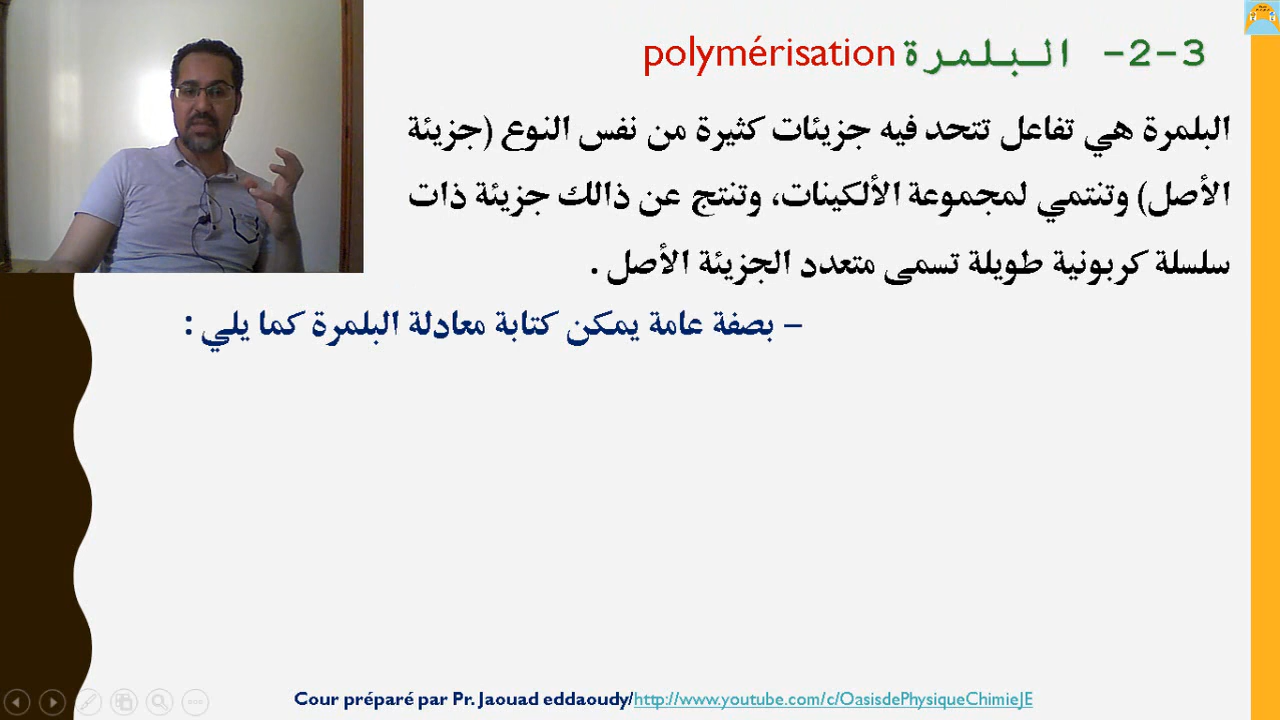 3-2- البلمرة polymérisation
البلمرة هي تفاعل تتحد فيه جزيئات كثيرة من نفس النوع (جزيئة
الأصل) وتنتمي لمجموعة الألكينات، وتنتج عن ذالك جزيئة ذات
سلسلة كربونية طويلة تسمى متعدد الجزيئة الأصل .
– بصفة عامة يمكن كتابة معادلة البلمرة كما يلي :
Cour préparé par Pr. Jaouad eddaoudy/http://www.youtube.com/c/OasisdePhysiqueChimieJE